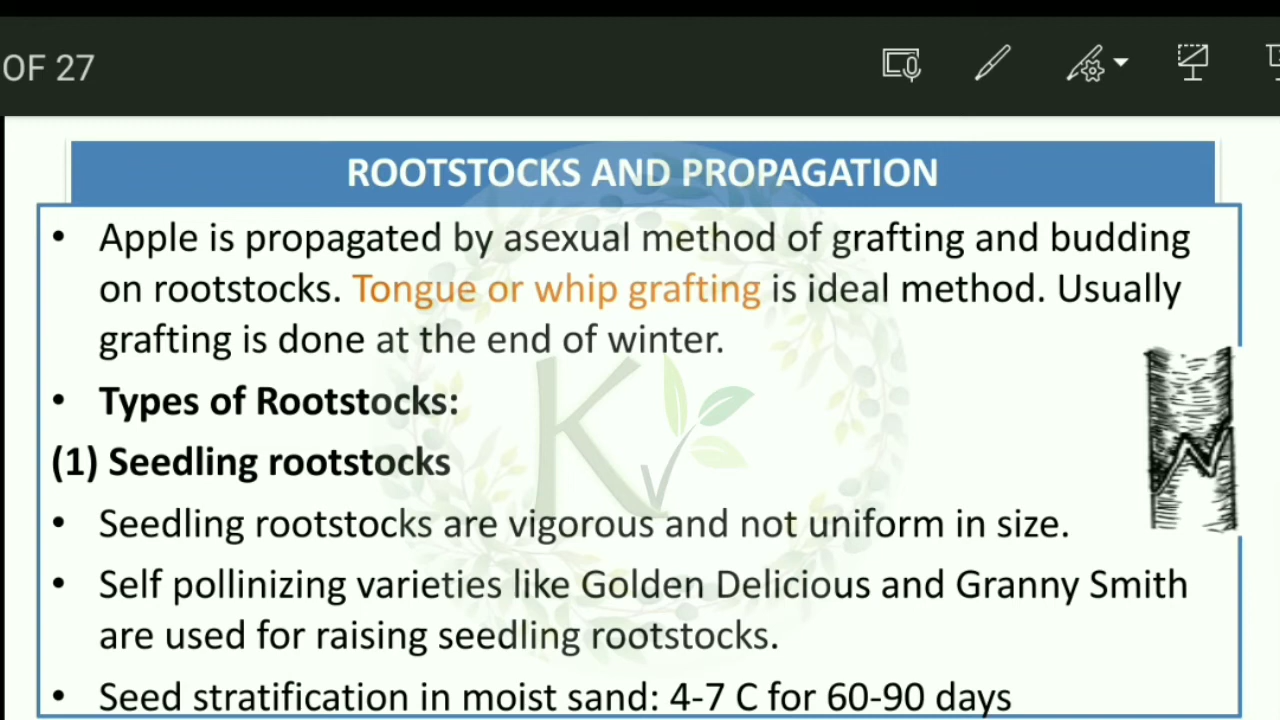 OF 27
ROOTSTOCKS AND PROPAGATION
• Apple is propagated by asexual method of grafting and budding
on rootstocks. Tongue or whip grafting is ideal method. Usually
grafting is done at the end of winter.
• Types of Rootstocks:
(1) Seedling rootstocks
• Seedling rootstocks are vigorous and not uniform in size.
• Self pollinizing varieties like Golden Delicious and Granny Smith
are used for raising seedling rootstocks.
• Seed stratification in moist sand: 4-7 C for 60-90 days